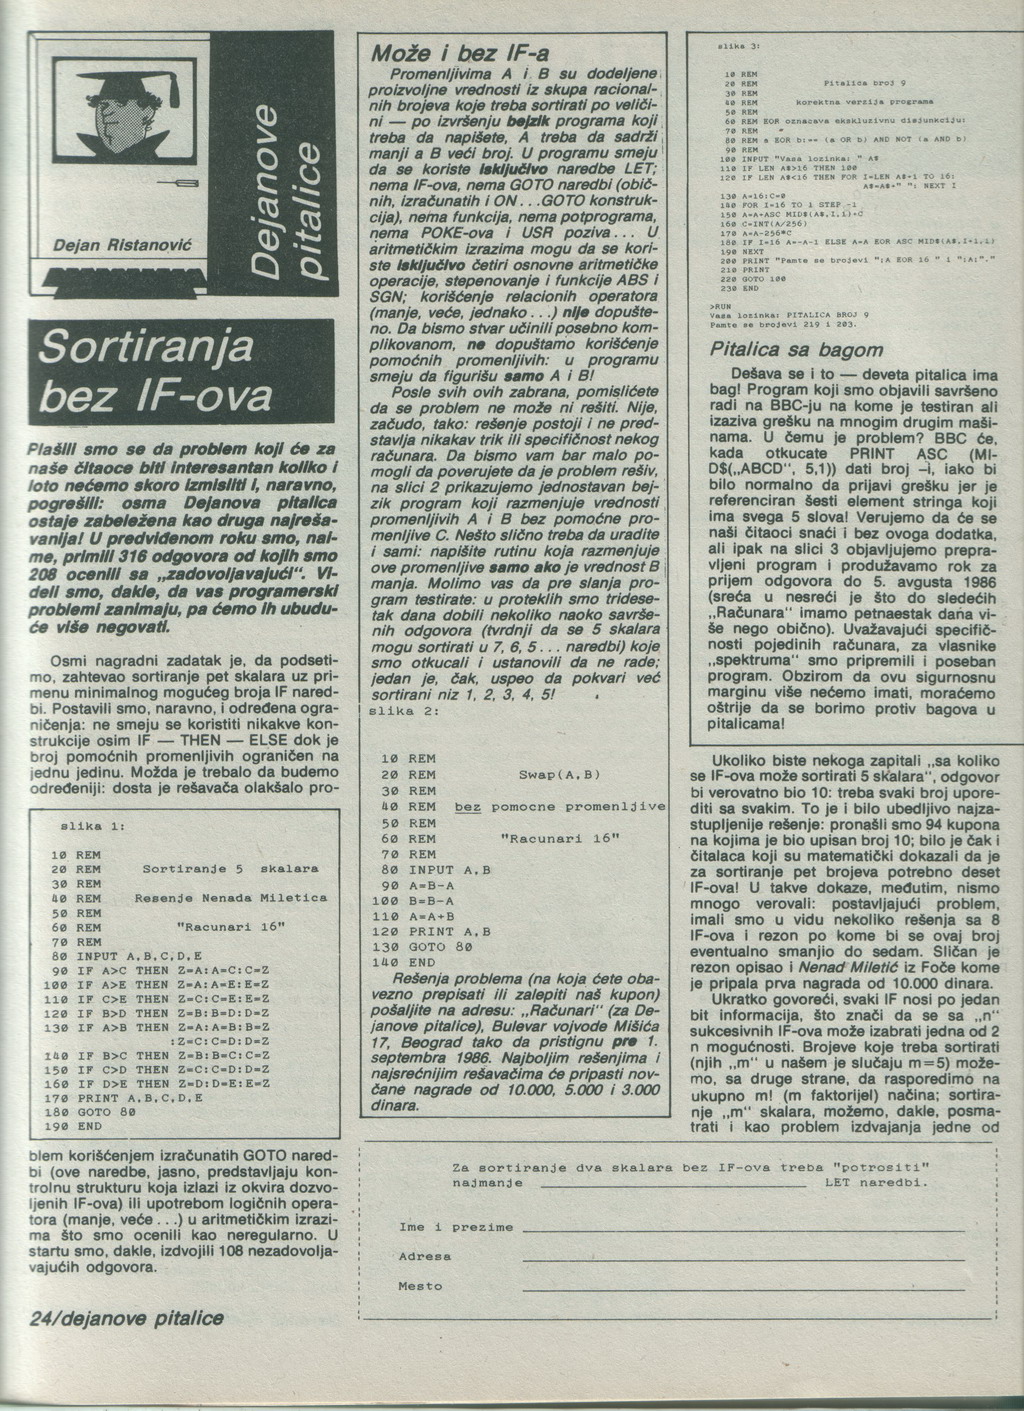 Dejan Ristanović
Dejanove
pitalice
Sortiranja
bez IF-ova
Plašili smo se da problem koji će za
naše čitaoce biti interesantan koliko i
loto nećemo skoro izmisliti i, naravno,
pogrešili: osma Dejanova pitalica
ostaje zabeležena kao druga najreša-
vanija! U predviđenom roku smo, nai-
me, primili 316 odgovora od kojih smo
208 ocenili sa „zadovoljavajući“. Vi-
deli smo, dakle, da vas programerski
problemi zanimaju, pa ćemo ih ubudu-
će više negovati.
Osmi nagradni zadatak je, da podseti-
mo, zahtevao sortiranje pet skalara uz pri-
menu minimalnog mogućeg broja IF nared-
bi. Postavili smo, naravno, i određena ogra-
ničenja: ne smeju se koristiti nikakve kon-
strukcije osim IF — THEN — ELSE dok je
broj pomoćnih promenljivih ograničen na
jednu jedinu. Možda je trebalo da budemo
određeniji: dosta je rešavača olakšalo pro-
slika 1:
10 REM
20 REM Sortiranje 5 skalara
30 REM
40 REM Resenje Nenada Miletica
50 REM
60 REM "Racunari 16"
70 REM
80 INPUT A,B,C,D,E
90 IF A>C THEN Z=A:A=C:C=Z
100 IF A>E THEN Z=A:A=E:E=Z
110 IF C>E THEN Z=C:C=E:E=Z
120 IF B>D THEN Z=B:B=D:D=Z
130 IF A>B THEN Z=A:A=B:B=Z
:Z=C:C=D:D=Z
140 IF B>C THEN Z=B:B=C:C=Z
150 IF C>D THEN Z=C:C=D:D=Z
160 IF D>E THEN Z=D:D=E:E=Z
170 PRINT A,B,C,D,E
180 GOTO 80
190 END
blem korišćenjem izračunatih GOTO nared-
bi (ove naredbe, jasno, predstavljaju kon-
trolnu strukturu koja izlazi iz okvira dozvo-
ljenih IF-ova) ili upotrebom logičnih opera-
tora (manje, veće . . .) u aritmetičkim izrazi-
ma što smo ocenili kao neregularno. U
startu smo, dakle, izdvojili 108 nezadovolja-
vajućih odgovora.
24/dejanove pitalice
Može i bez IF-a
Promenljivima A i B su dodeljene
proizvoljne vrednosti iz skupa racional-
nih brojeva koje treba sortirati po veliči-
ni — po izvršenju bejzik programa koji
treba da napišete, A treba da sadrži
manji a B veći broj. U programu smeju
da se koriste isključivo naredbe LET;
nema IF-ova, nema GOTO naredbi (obič-
nih, izračunatih i ON . . .GOTO konstruk-
cija), nema funkcija, nema potprograma,
nema POKE-ova i USR poziva. . . U
aritmetičkim izrazima mogu da se kori-
ste isključivo četiri osnovne aritmetičke
operacije, stepenovanje i funkcije ABS i
SGN; korišćenje relacionih operatora
(manje, veće, jednako . . .) nije dopušte-
no. Da bismo stvar učinili posebno kom-
plikovanom, ne dopuštamo korišćenje
pomoćnih promenljivih: u programu
smeju da figurišu samo A i B!
Posle svih ovih zabrana, pomislićete
da se problem ne može ni rešiti. Nije,
začudo, tako: rešenje postoji i ne pred-
stavlja nikakav trik ili specifičnost nekog
računara. Da bismo vam bar malo po-
mogli da poverujete da je problem rešiv,
na slici 2 prikazujemo jednostavan bej-
zik program koji razmenjuje vrednosti
promenljivih A i B bez pomoćne pro-
menljive C. Nešto slično treba da uradite
i sami: napišite rutinu koja razmenjuje
ove promenljive samo ako je vrednost B
manja. Molimo vas da pre slanja pro-
gram testirate: u proteklih smo tridese-
tak dana dobili nekoliko naoko savrše-
nih odgovora (tvrdnji da se 5 skalara
mogu sortirati u 7, 6, 5. . . naredbi) koje
smo otkucali i ustanovili da ne rade;
jedan je, čak, uspeo da pokvari već
sortirani niz 1, 2, 3, 4, 5!
slika 2:
10 REM
20 REM Swap(A,B)
30 REM
40 REM bez pomocne promenljive
50 REM
60 REM "Racunari 16"
70 REM
80 INPUT A,B
90 A=B-A
100 B=B-A
110 A=A+B
120 PRINT A,B
130 GOTO 80
140 END
Rešenja problema (na koja ćete oba-
vezno prepisati ili zalepiti naš kupon)
pošaljite na adresu: „Računari“ (za De-
janove pitalice), Bulevar vojvode Mišića
17, Beograd tako da pristignu pre 1.
septembra 1986. Najboljim rešenjima i
najsrećnijim rešavačima će pripasti nov-
čane nagrade od 10.000, 5.000 i 3.000
dinara.
slika 3:
10 REM
20 REM Pitalica broj 9
30 REM
40 REM korektna verzija programa
50 REM
60 REM EOR oznacava ekskluzivnu disjunkciju:
70 REM
80 REM a EOR b:== (a OR b) AND NOT (a AND b)
90 REM
100 INPUT "Vasa lozinka: " A$
110 IF LEN A$>16 THEN 100
120 IF LEN A$<16 THEN FOR I=LEN A$+1 TO 16:
A$=A$+" ": NEXT I
130 A=16:C=0
140 FOR I=16 TO 1 STEP -1
150 A=A+ASC MID$(A$,I,1)+C
160 C=INT(A/256)
170 A=A-256*C
180 IF I=16 A=-A-1 ELSE A=A EOR ASC MID$(A$,I+1,1)
190 NEXT
200 PRINT "Pamte se brojevi ":A EOR 16 " i ":A;"."
210 PRINT
220 GOTO 100
230 END
>RUN
Vasa lozinka: PITALICA BROJ 9
Pamte se brojevi 219 i 203.
Pitalica sa bagom
Dešava se i to — deveta pitalica ima
bag! Program koji smo objavili savršeno
radi na BBC-ju na kome je testiran ali
izaziva grešku na mnogim drugim maši-
nama. U čemu je problem? BBC će,
kada otkucate PRINT ASC (MI-
D$(„ABCD“, 5,1)) dati broj –i, iako bi
bilo normalno da prijavi grešku jer je
referenciran šesti element stringa koji
ima svega 5 slova! Verujemo da će se
naši čitaoci snaći i bez ovoga dodatka,
ali ipak na slici 3 objavljujemo prepra-
vljeni program i produžavamo rok za
prijem odgovora do 5. avgusta 1986
(sreća u nesreći je što do sledećih
„Računara“ imamo petnaestak dana vi-
še nego obično). Uvažavajući specifič-
nosti pojedinih računara, za vlasnike
„spektruma“ smo pripremili i poseban
program. Obzirom da ovu sigurnosnu
marginu više nećemo imati, moraćemo
oštrije da se borimo protiv bagova u
pitalicama!
Ukoliko biste nekoga zapitali „sa koliko
se IF-ova može sortirati 5 skalara“, odgovor
bi verovatno bio 10: treba svaki broj upore-
diti sa svakim. To je i bilo ubedljivo najza-
stupljenije rešenje: pronašli smo 94 kupona
na kojima je bio upisan broj 10; bilo je čak i
čitalaca koji su matematički dokazali da je
za sortiranje pet brojeva potrebno deset
IF-ova! U takve dokaze, međutim, nismo
mnogo verovali: postavljajući problem,
imali smo u vidu nekoliko rešenja sa 8
IF-ova i rezon po kome bi se ovaj broj
eventualno smanjio do sedam. Sličan je
rezon opisao i Nenad Miletić iz Foče kome
je pripala prva nagrada od 10.000 dinara.
Ukratko govoreći, svaki IF nosi po jedan
bit informacija, što znači da se sa „n“
sukcesivnih IF-ova može izabrati jedna od 2
n mogućnosti. Brojeve koje treba sortirati
(njih „m“ u našem je slučaju m=5) može-
mo, sa druge strane, da rasporedimo na
ukupno m! (m faktorijel) načina; sortira-
nje „m“ skalara, možemo, dakle, posma-
trati i kao problem izdvajanja jedne od
Za sortiranje dva skalara bez IF-ova treba "potrositi"
najmanje ____ LET naredbi.
Ime i prezime
Adresa
Mesto